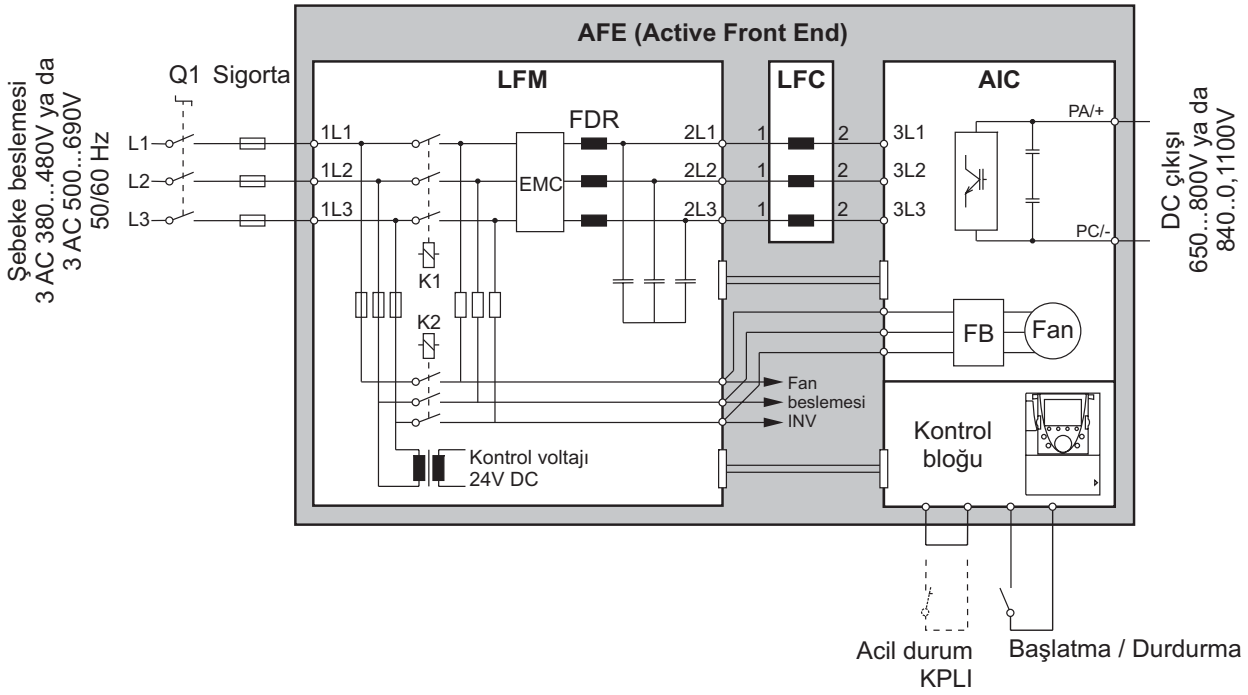 AFE (Active Front End)
Şebeke beslemesi
3 AC 380...480V ya da
3 AC 500...690V
50/60 Hz
Q1 Sigorta
LFM
LFC
AIC
L1
L2
L3
1L1
1L2
1L3
EMC
FDR
2L1
2L2
2L3
1 2
1 2
1 2
3L1
3L2
3L3
PA/+
PC/-
DC çıkışı
650...800V ya da
840..0,1100V
K1
K2
FB
Fan
Fan
beslemesi
INV
Kontrol voltajı
24V DC
Kontrol
bloğu
Acil durum
KPLI
Başlatma / Durdurma